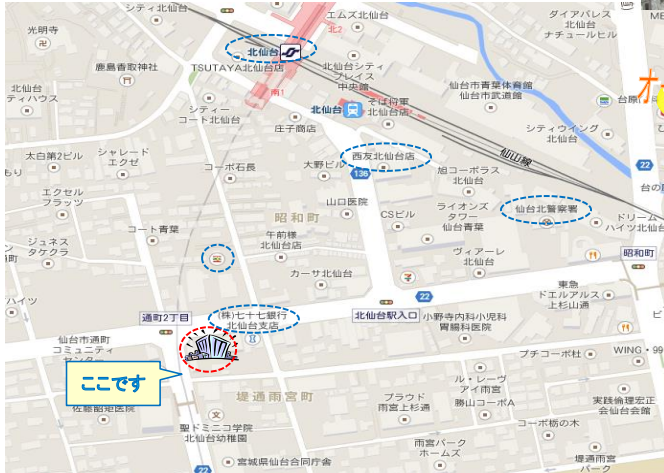 シティ北仙台
エムズ北仙台
ダイアパレス
北仙台
ナチュールヒル
光明寺
北2
北仙台
TSUTAYA北仙台店
鹿島香取神社
北仙台シティ
プレイス
中央館
北仙台
ティハウス
南1
仙台市青葉体育館
仙台市武道館
シティー
コート北仙台
北仙台
そば将軍
北仙台店
台原
庄子商店
シティウイング
北仙台
太白第2ビル
シャレード
エクゼ
コーポ石長
大野ビル
西友北仙台店
仙山線
136
旭コーポラス
北仙台
エクセル
フラッツ
山口医院
昭和町
CSビル
ライオンズ
タワー
仙台青葉
仙台北警察署
ドリーム
ハイツ北仙台
ジュネス
タケクラ
コート青葉
午前様
北仙台店
ヴィアーレ
北仙台
昭和町
カーサ北仙台
22
東急
ドエルアルス
上杉山通
ハイツ
通町2丁目
(株)七十七銀行
北仙台支店
北仙台駅入口
小野寺内科小児科
胃腸科医院
仙台市通町
コミュニティ
センター
プチコーポ杜
WING・99
ここです
ル・レーヴ
アイ雨宮
堤通雨宮町
プラウド
雨宮上杉通
勝山コーポA
実践倫理宏正
会仙台会館
佐藤韶矩医院
聖ドミニコ学院
北仙台幼稚園
コーポ栃の木
雨宮パーク
ホームズ
堤通雨宮
パーク
22
宮城県仙台合同庁舎